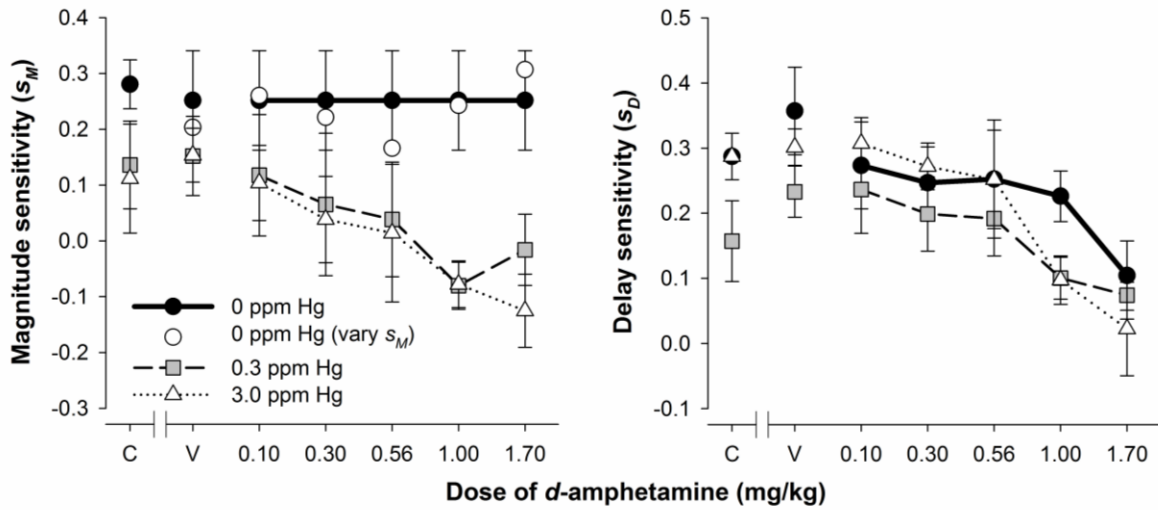 Magnitude sensitivity (sM)
0.4
0.3
0.2
0.1
0.0
-0.1
-0.2
-0.3
0 ppm Hg
0 ppm Hg (vary sM)
0.3 ppm Hg
3.0 ppm Hg
C
V
0.10
0.30
0.56
1.00
1.70
Delay sensitivity (sD)
0.5
0.4
0.3
0.2
0.1
0.0
-0.1
C
V
0.10
0.30
0.56
1.00
1.70
Dose of d-amphetamine (mg/kg)